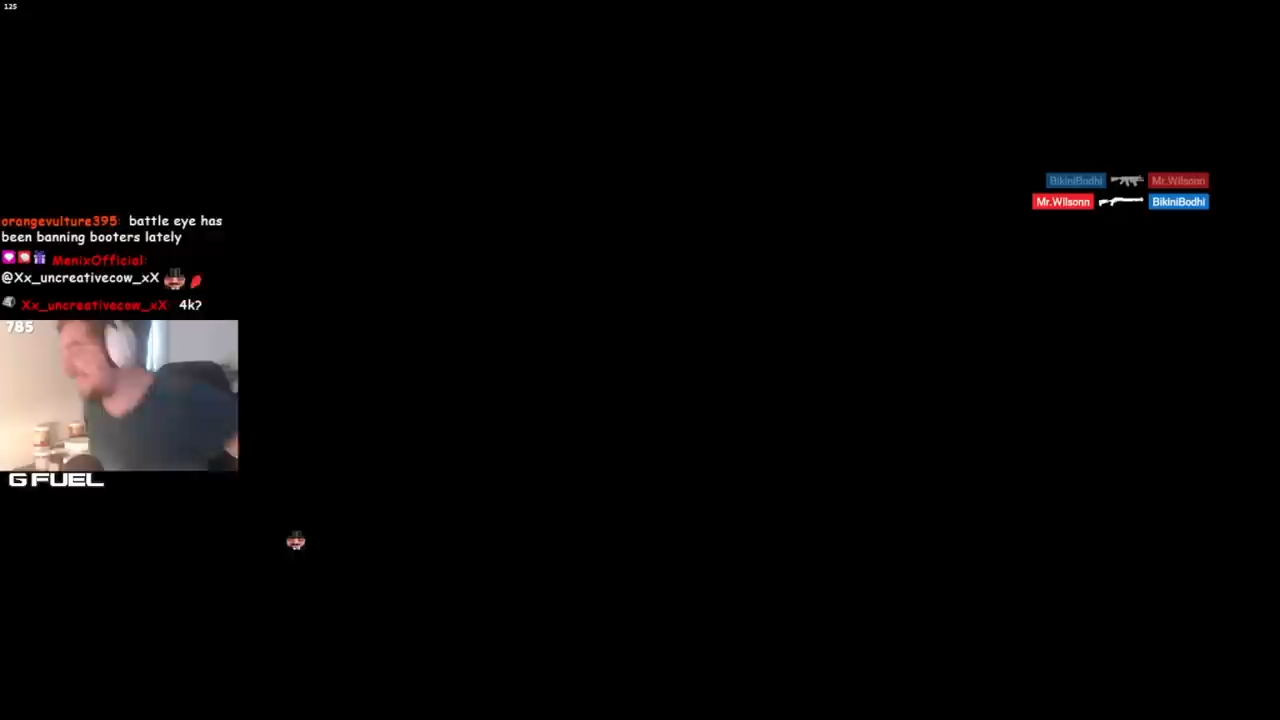 125
BikiniBodhi Mr.Wilsonn
Mr.Wilsonn BikiniBodhi
orangevulture395: battle eye has
been banning booters lately
MenixOfficial:
@Xx_uncreativecow_xX
Xx_uncreativecow_xX: 4k?
785
G FUEL